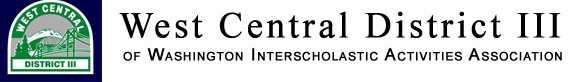 WEST CENTRAL
DISTRICT III
West Central District III
OF WASHINGTON INTERSCHOLASTIC ACTIVITIES ASSOCIATION